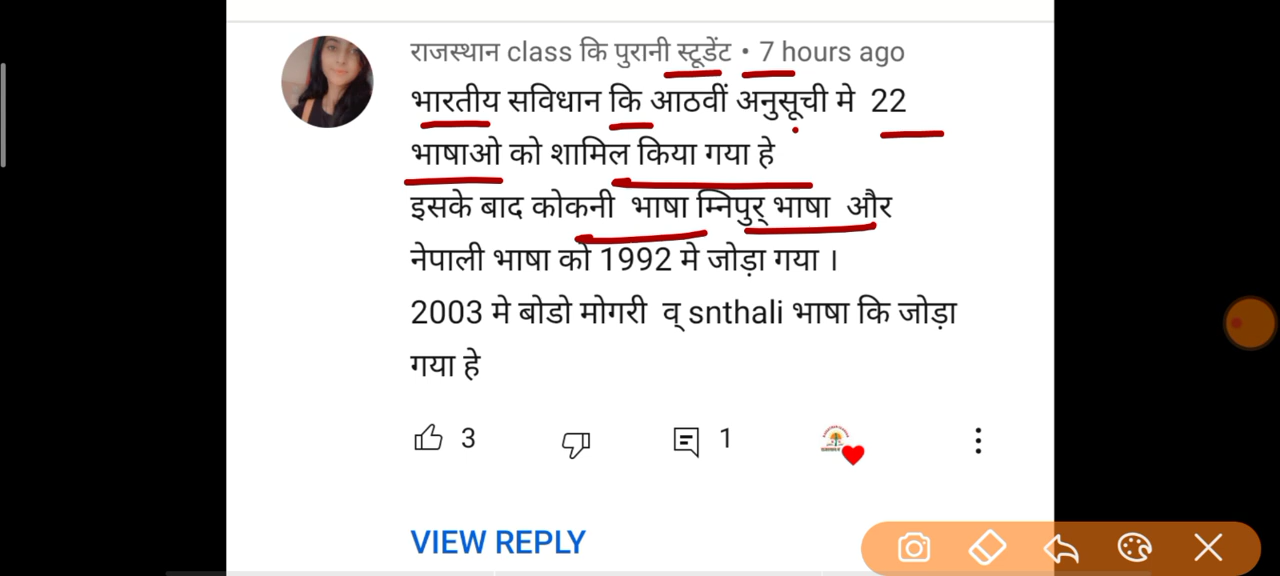 राजस्थान class कि पुरानी स्टूडेंट • 7 hours ago
भारतीय सविधान कि आठवीं अनुसूची मे 22
भाषाओ को शामिल किया गया हे
इसके बाद कोकनी भाषा म्निपुर् भाषा और
नेपाली भाषा को 1992 मे जोड़ा गया ।
2003 मे बोडो मोगरी व् snthali भाषा कि जोड़ा
गया हे
3
1
VIEW REPLY